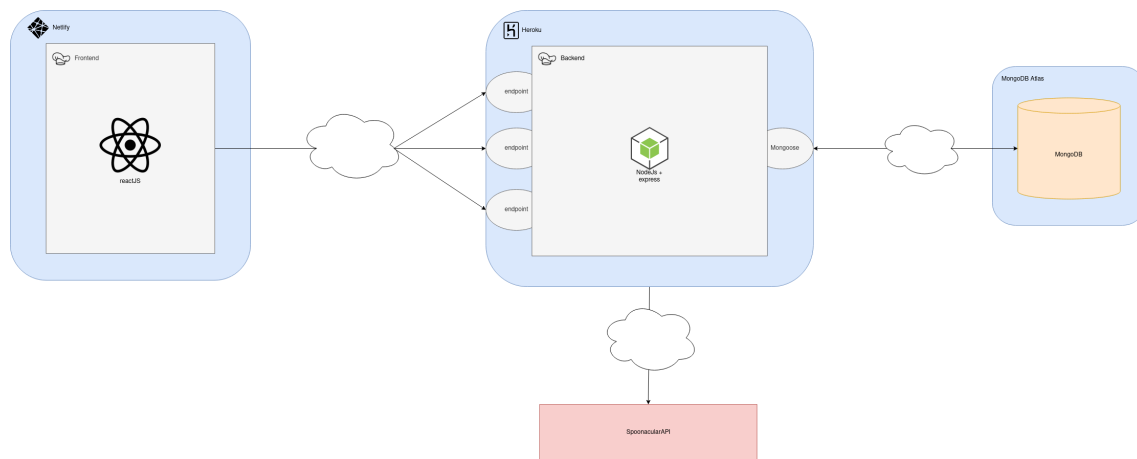 Netlify
Frontend
reactJS
Heroku
Backend
endpoint
endpoint
endpoint
NodeJs +
express
Mongoose
MongoDB Atlas
MongoDB
SpoonacularAPI